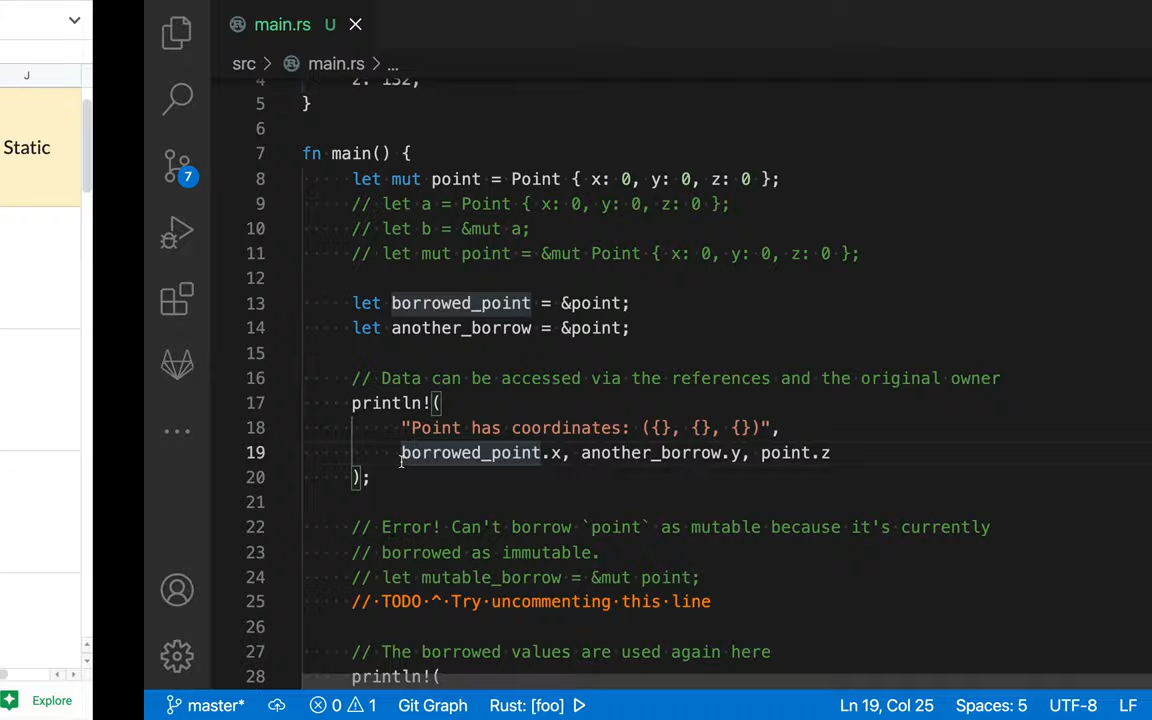 J
Static
Explore
main.rs U
src > main.rs > ...
4 z: 132,
5 }
6
7 fn main() {
8 let mut point = Point { x: 0, y: 0, z: 0 };
9 // let a = Point { x: 0, y: 0, z: 0 };
10 // let b = &mut a;
11 // let mut point = &mut Point { x: 0, y: 0, z: 0 };
12
13 let borrowed_point = &point;
14 let another_borrow = &point;
15
16 // Data can be accessed via the references and the original owner
17 println!(
18 "Point has coordinates: ({}, {}, {})",
19 borrowed_point.x, another_borrow.y, point.z
20 );
21
22 // Error! Can't borrow `point` as mutable because it's currently
23 // borrowed as immutable.
24 // let mutable_borrow = &mut point;
25 // TODO ^ Try uncommenting this line
26
27 // The borrowed values are used again here
28 println!(
7
master* 0 1 Git Graph Rust: [foo] Ln 19, Col 25 Spaces: 5 UTF-8 LF